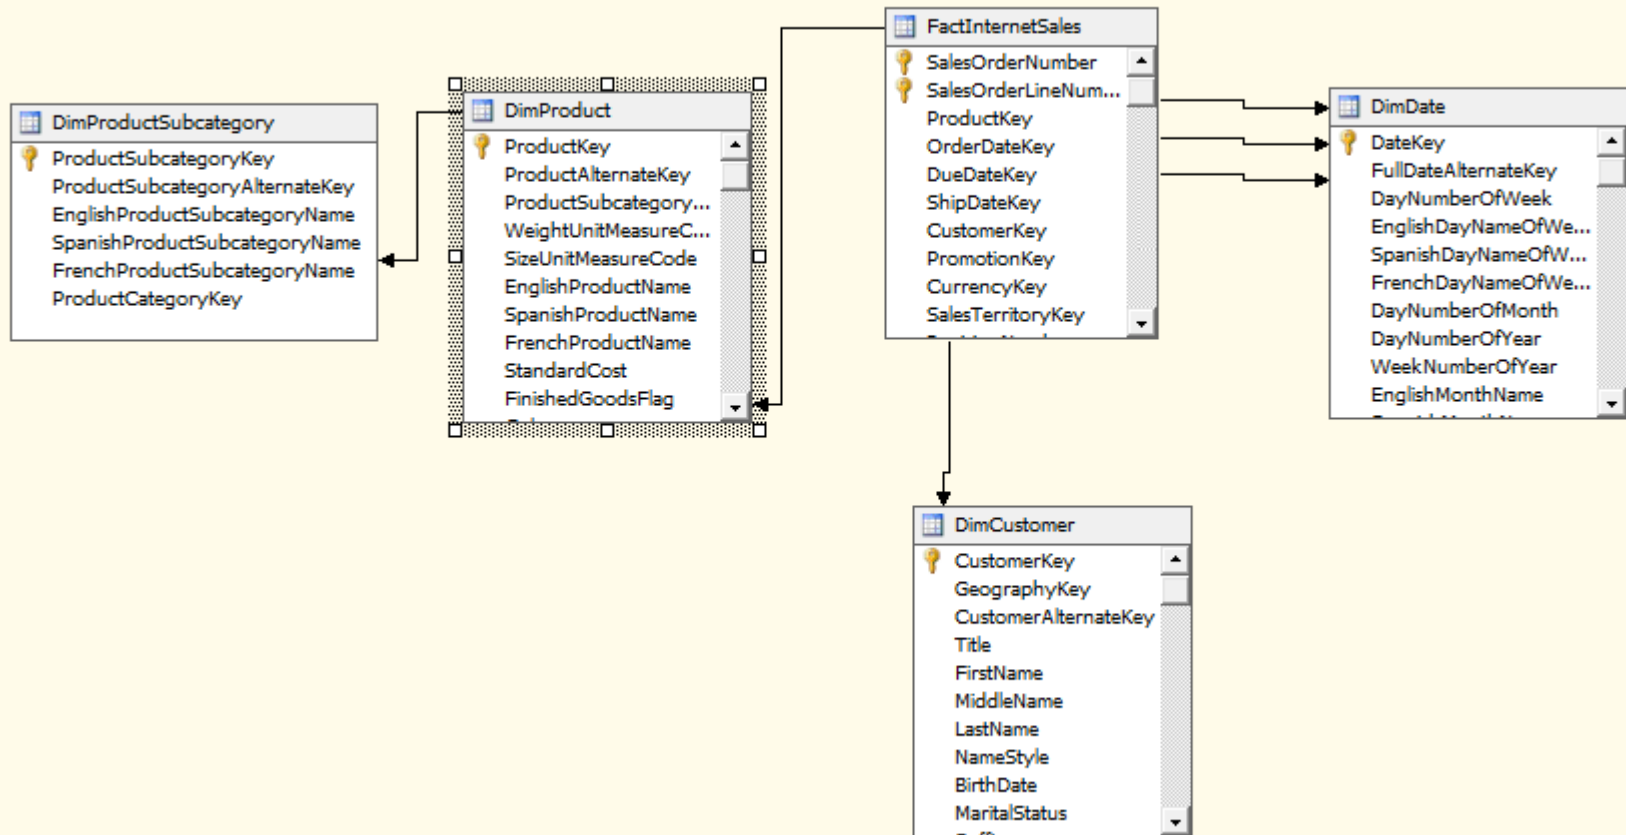 FactInternetSales
SalesOrderNumber
SalesOrderLineNum...
ProductKey
OrderDateKey
DueDateKey
ShipDateKey
CustomerKey
PromotionKey
CurrencyKey
SalesTerritoryKey
DimProductSubcategory
ProductSubcategoryKey
ProductSubcategoryAlternateKey
EnglishProductSubcategoryName
SpanishProductSubcategoryName
FrenchProductSubcategoryName
ProductCategoryKey
DimProduct
ProductKey
ProductAlternateKey
ProductSubcategory...
WeightUnitMeasureC...
SizeUnitMeasureCode
EnglishProductName
SpanishProductName
FrenchProductName
StandardCost
FinishedGoodsFlag
DimDate
DateKey
FullDateAlternateKey
DayNumberOfWeek
EnglishDayNameOfWe...
SpanishDayNameOfW...
FrenchDayNameOfWe...
DayNumberOfMonth
DayNumberOfYear
WeekNumberOfYear
EnglishMonthName
DimCustomer
CustomerKey
GeographyKey
CustomerAlternateKey
Title
FirstName
MiddleName
LastName
NameStyle
BirthDate
MaritalStatus